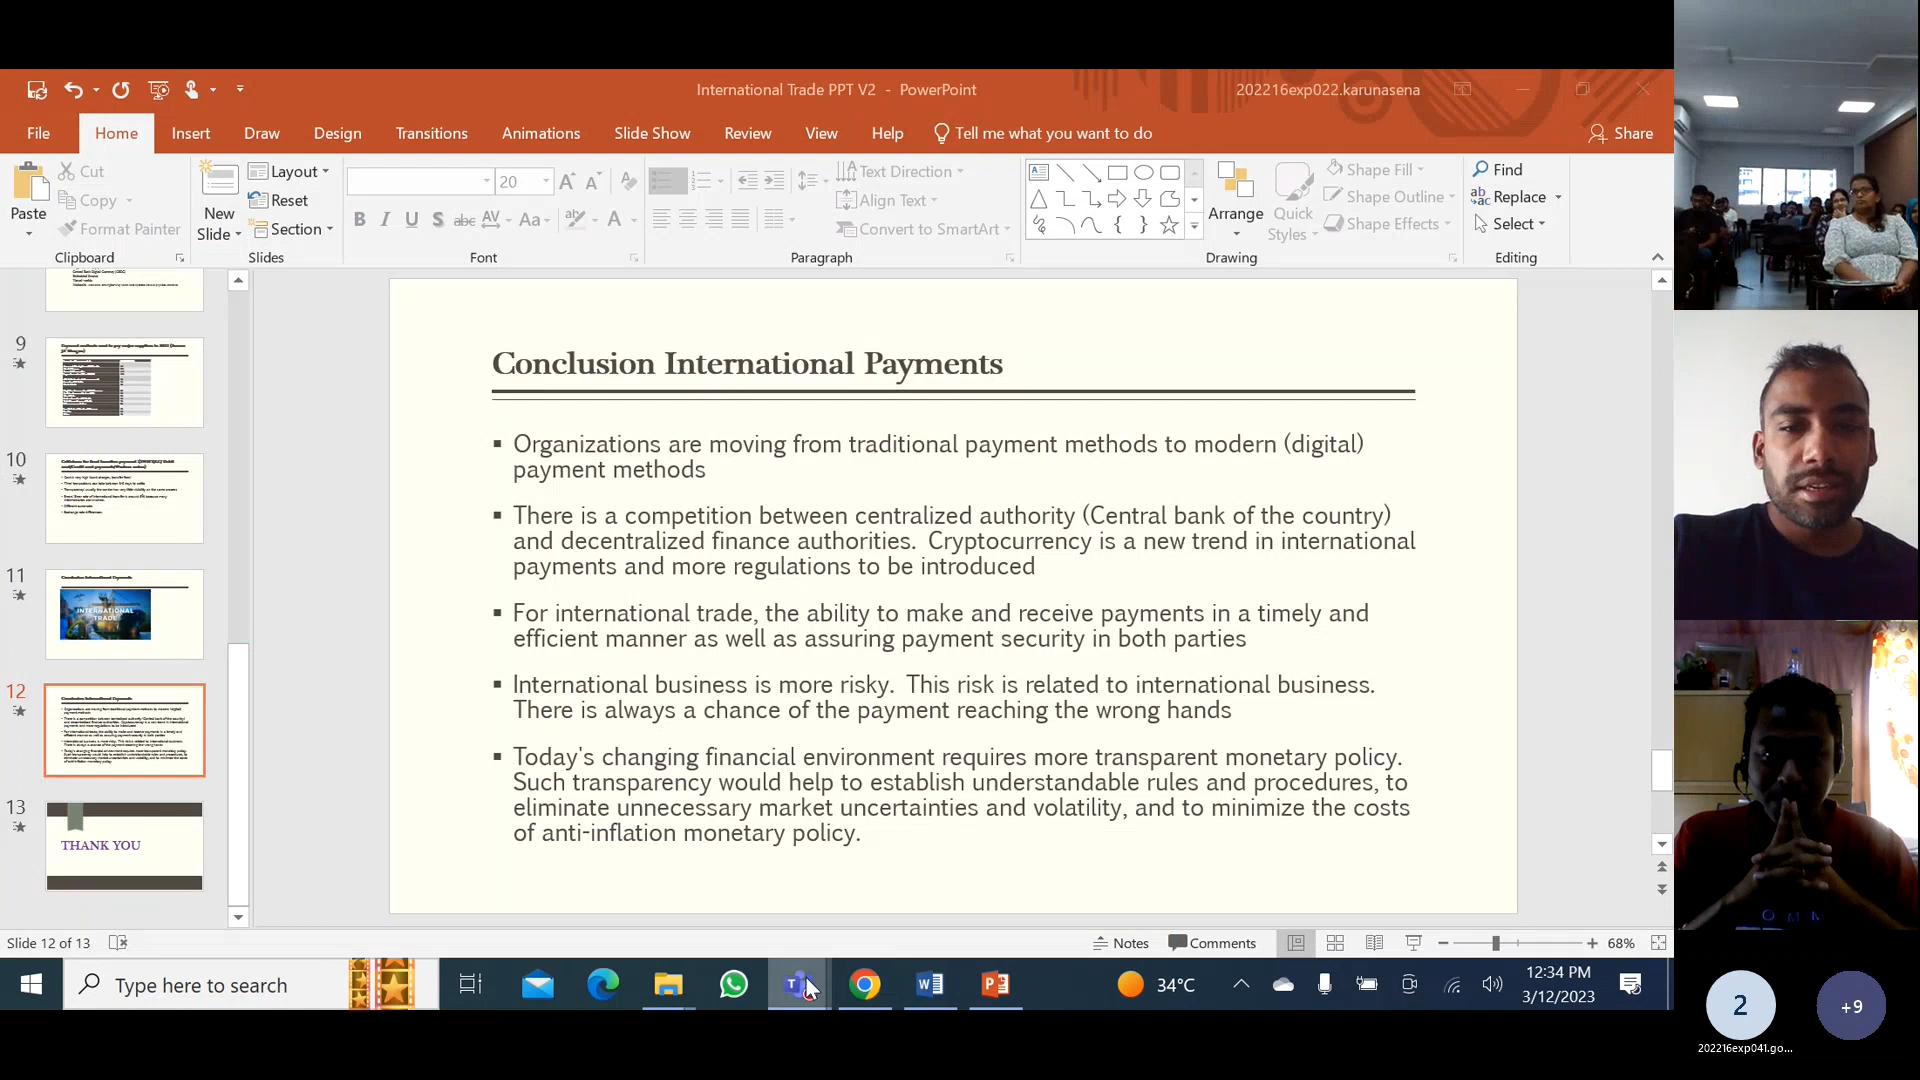 International Trade PPT V2 - PowerPoint
202216exp022.karunasena
File Home Insert Draw Design Transitions Animations Slide Show Review View Help Tell me what you want to do Share
Paste
Cut
Copy
Format Painter
Clipboard
New
Slide
Layout
Reset
Section
Slides
20
Font
Text Direction
Align Text
Convert to SmartArt
Paragraph
Arrange
Quick
Styles
Shape Fill
Shape Outline
Shape Effects
Drawing
Find
Replace
Select
Editing
9
10
11
Conclusion International Payments
INTERNATIONAL
TRADE
12
Conclusion International Payments
13
THANK YOU
Conclusion International Payments
▪ Organizations are moving from traditional payment methods to modern (digital)
payment methods
▪ There is a competition between centralized authority (Central bank of the country)
and decentralized finance authorities. Cryptocurrency is a new trend in international
payments and more regulations to be introduced
▪ For international trade, the ability to make and receive payments in a timely and
efficient manner as well as assuring payment security in both parties
▪ International business is more risky. This risk is related to international business.
There is always a chance of the payment reaching the wrong hands
▪ Today's changing financial environment requires more transparent monetary policy.
Such transparency would help to establish understandable rules and procedures, to
eliminate unnecessary market uncertainties and volatility, and to minimize the costs
of anti-inflation monetary policy.
Slide 12 of 13
Notes Comments 68%
Type here to search
34°C
12:34 PM
3/12/2023
2
+9
202216exp041.go...